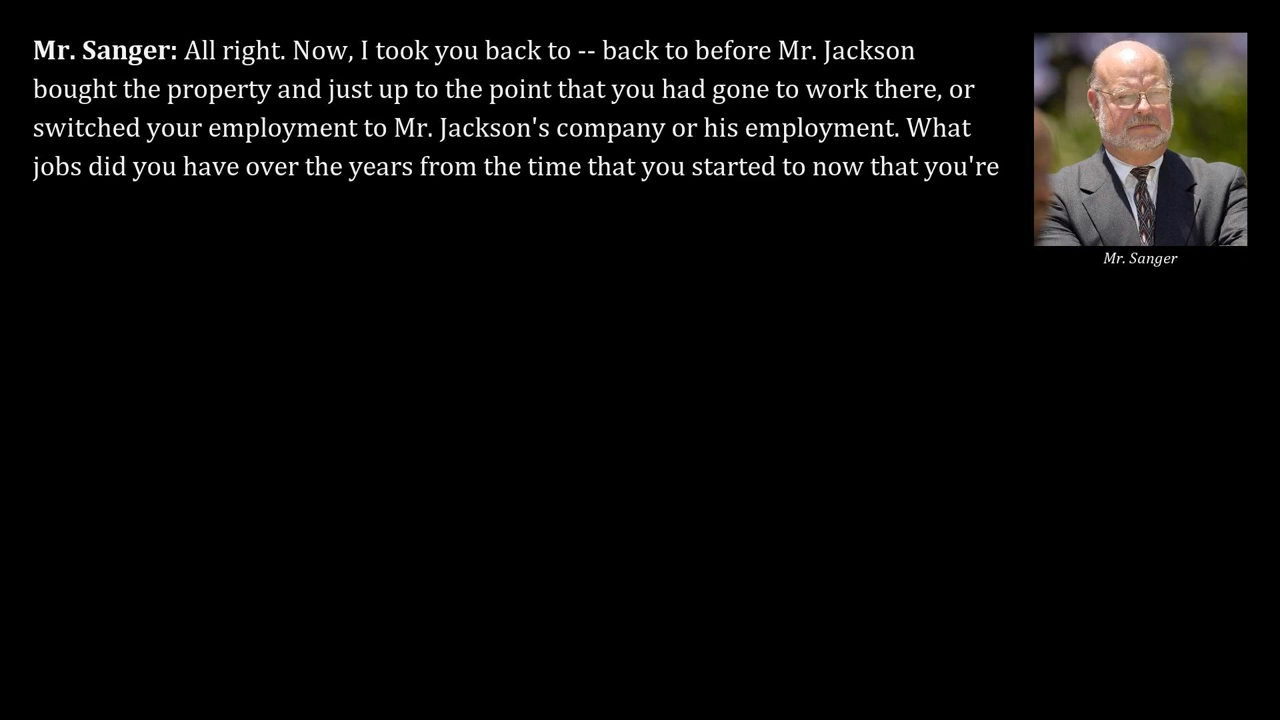 Mr. Sanger: All right. Now, I took you back to -- back to before Mr. Jackson
bought the property and just up to the point that you had gone to work there, or
switched your employment to Mr. Jackson's company or his employment. What
jobs did you have over the years from the time that you started to now that you're
Mr. Sanger